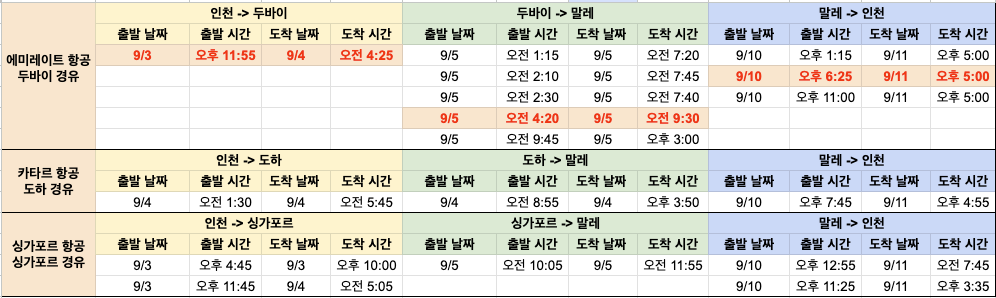 에미레이트 항공
두바이 경유
인천 -> 두바이 두바이 -> 말레 말레 -> 인천
출발 날짜 출발 시간 도착 날짜 도착 시간 출발 날짜 출발 시간 도착 날짜 도착 시간 출발 날짜 출발 시간 도착 날짜 도착 시간
9/3 오후 11:55 9/4 오전 4:25 9/5 오전 1:15 9/5 오전 7:20 9/10 오후 1:15 9/11 오후 5:00
9/5 오전 2:10 9/5 오전 7:45 9/10 오후 6:25 9/11 오후 5:00
9/5 오전 2:30 9/5 오전 7:40 9/10 오후 11:00 9/11 오후 5:00
9/5 오전 4:20 9/5 오전 9:30
9/5 오전 9:45 9/5 오후 3:00
카타르 항공
도하 경유
인천 -> 도하 도하 -> 말레 말레 -> 인천
출발 날짜 출발 시간 도착 날짜 도착 시간 출발 날짜 출발 시간 도착 날짜 도착 시간 출발 날짜 출발 시간 도착 날짜 도착 시간
9/4 오전 1:30 9/4 오전 5:45 9/4 오전 8:55 9/4 오후 3:50 9/10 오후 7:45 9/11 오후 4:55
싱가포르 항공
싱가포르 경유
인천 -> 싱가포르 싱가포르 -> 말레 말레 -> 인천
출발 날짜 출발 시간 도착 날짜 도착 시간 출발 날짜 출발 시간 도착 날짜 도착 시간 출발 날짜 출발 시간 도착 날짜 도착 시간
9/3 오후 4:45 9/3 오후 10:00 9/5 오전 10:05 9/5 오전 11:55 9/10 오후 12:55 9/11 오전 7:45
9/3 오후 11:45 9/4 오전 5:05 9/10 오후 11:25 9/11 오후 3:35